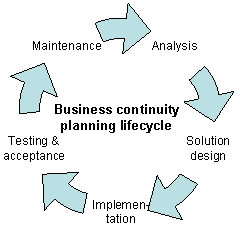 Maintenance
Analysis
Business continuity
planning lifecycle
Testing &
acceptance
Solution
design
Implemen-
tation